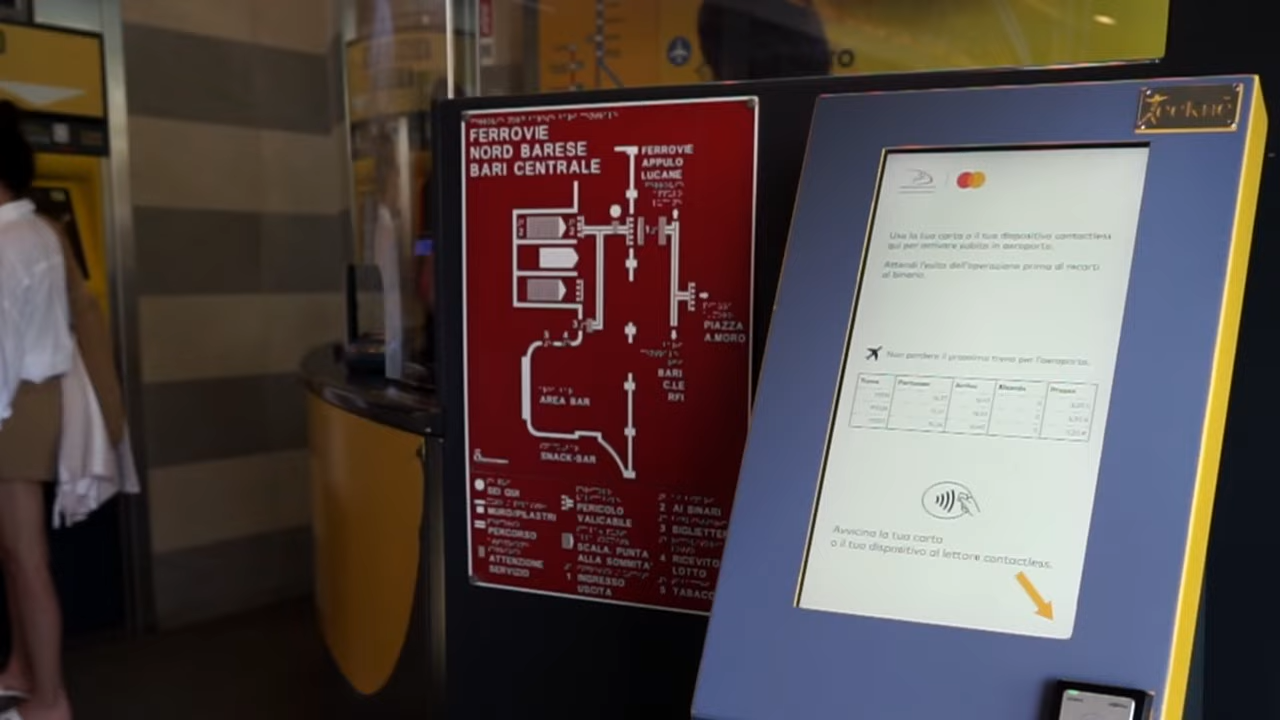 FERROVIE
NORD BARESE
BARI CENTRALE
FERROVIE
APPULO
LUCANE
PIAZZA
A.MORO
BARI
C.LE
RFI
AREA BAR
SNACK-BAR
SEI QUI
MURO/PILASTRI
PERCORSO
ATTENZIONE
SERVIZIO
PERICOLO
VALICABILE
SCALA, PUNTA
ALLA SOMMITA'
1 INGRESSO
USCITA
2 AI BINARI
3 BIGLIETTER
4 RICEVITO
LOTTO
5 TABACC
Usa la tua carta o il tuo dispositivo contactless
qui per arrivare subito in aeroporto.
Attendi l'esito dell'operazione prima di recarti
al binario.
Non perdere il prossimo treno per l'aeroporto.
Treno Partenza Arrivo Binario Prezzo
Avvicina la tua carta
o il tuo dispositivo al lettore contactless.